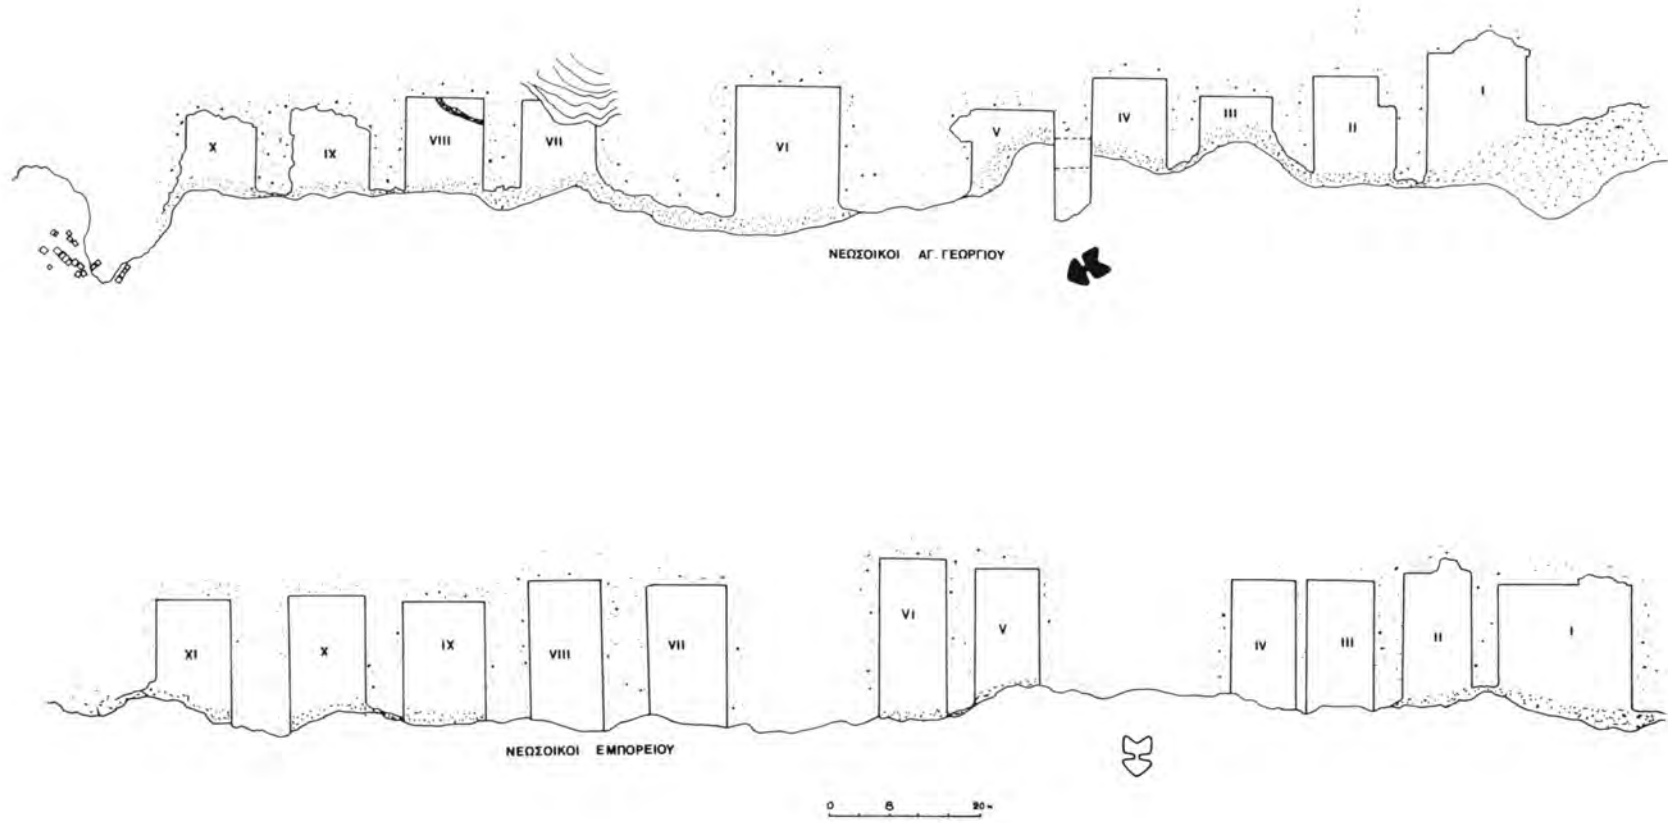 X IX VIII VII VI V IV III II I
ΝΕΩΣΟΙΚΟΙ ΑΓ. ΓΕΩΡΓΙΟΥ
XI X IX VIII VII VI V IV III II I
ΝΕΩΣΟΙΚΟΙ ΕΜΠΟΡΕΙΟΥ
0 8 20 м